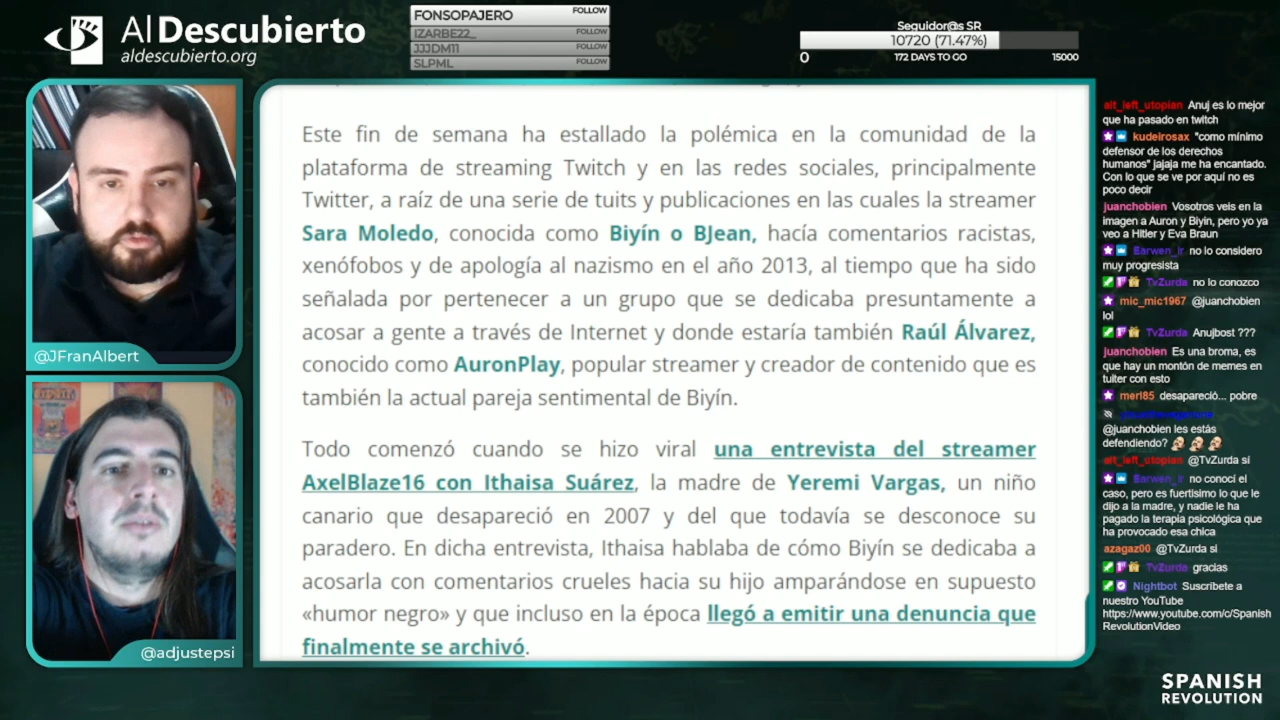 Al Descubierto
aldescubierto.org
FONSOPAJERO FOLLOW
IZARBE22_ FOLLOW
JJJDM11 FOLLOW
SLPML FOLLOW
Seguidor@s SR
10720 (71.47%)
0 172 DAYS TO GO 15000
@JFranAlbert
@adjustepsi
Este fin de semana ha estallado la polémica en la comunidad de la
plataforma de streaming Twitch y en las redes sociales, principalmente
Twitter, a raíz de una serie de tuits y publicaciones en las cuales la streamer
Sara Moledo, conocida como Biyín o BJean, hacía comentarios racistas,
xenófobos y de apología al nazismo en el año 2013, al tiempo que ha sido
señalada por pertenecer a un grupo que se dedicaba presuntamente a
acosar a gente a través de Internet y donde estaría también Raúl Álvarez,
conocido como AuronPlay, popular streamer y creador de contenido que es
también la actual pareja sentimental de Biyín.
Todo comenzó cuando se hizo viral una entrevista del streamer
AxelBlaze16 con Ithaisa Suárez, la madre de Yeremi Vargas, un niño
canario que desapareció en 2007 y del que todavía se desconoce su
paradero. En dicha entrevista, Ithaisa hablaba de cómo Biyín se dedicaba a
acosarla con comentarios crueles hacia su hijo amparándose en supuesto
«humor negro» y que incluso en la época llegó a emitir una denuncia que
finalmente se archivó.
alt_left_utopian Anuj es lo mejor
que ha pasado en twitch
kudeirosax "como mínimo
defensor de los derechos
humanos" jajaja me ha encantado.
Con lo que se ve por aquí no es
poco decir
juanchobien Vosotros veis en la
imagen a Auron y Biyin, pero yo ya
veo a Hitler y Eva Braun
Earwen_ir no lo considero
muy progresista
TvZurda no lo conozco
mic_mic1967 @juanchobien
lol
TvZurda Anujbost ???
juanchobien Es una broma, es
que hay un montón de memes en
tuiter con esto
merl85 desapareció... pobre
@juanchobien les estás
defendiendo?
alt_left_utopian @TvZurda sí
Earwen_ir no conocí el
caso, pero es fuertísimo lo que le
dijo a la madre, y nadie le ha
pagado la terapia psicológica que
ha provocado esa chica
azagaz00 @TvZurda si
TvZurda gracias
Nightbot Suscríbete a
nuestro YouTube
https://www.youtube.com/c/Spanish
RevolutionVideo
SPANISH
REVOLUTION